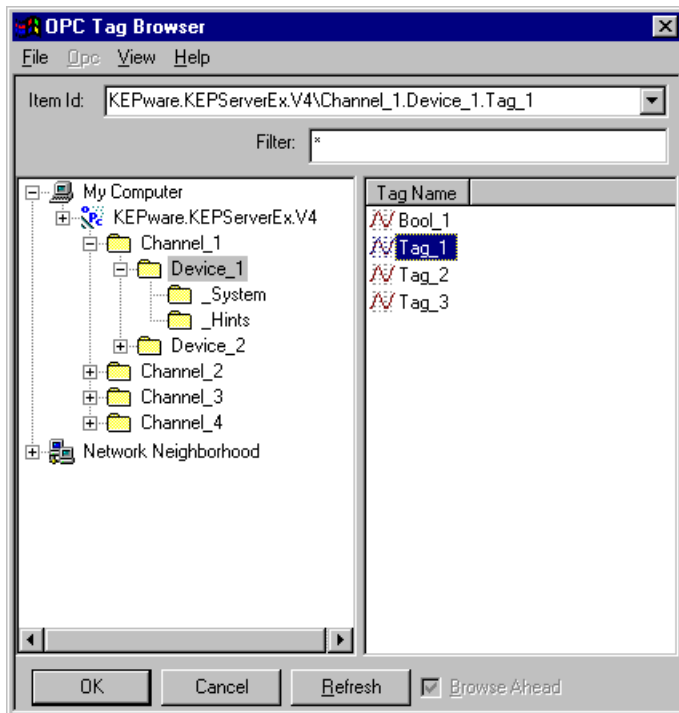 OPC Tag Browser
File Opc View Help
Item Id: KEPware.KEPServerEx.V4\Channel_1.Device_1.Tag_1
Filter: *
My Computer
KEPware.KEPServerEx.V4
Channel_1
Device_1
_System
_Hints
Device_2
Channel_2
Channel_3
Channel_4
Network Neighborhood
Tag Name
Bool_1
Tag_1
Tag_2
Tag_3
OK Cancel Refresh Browse Ahead